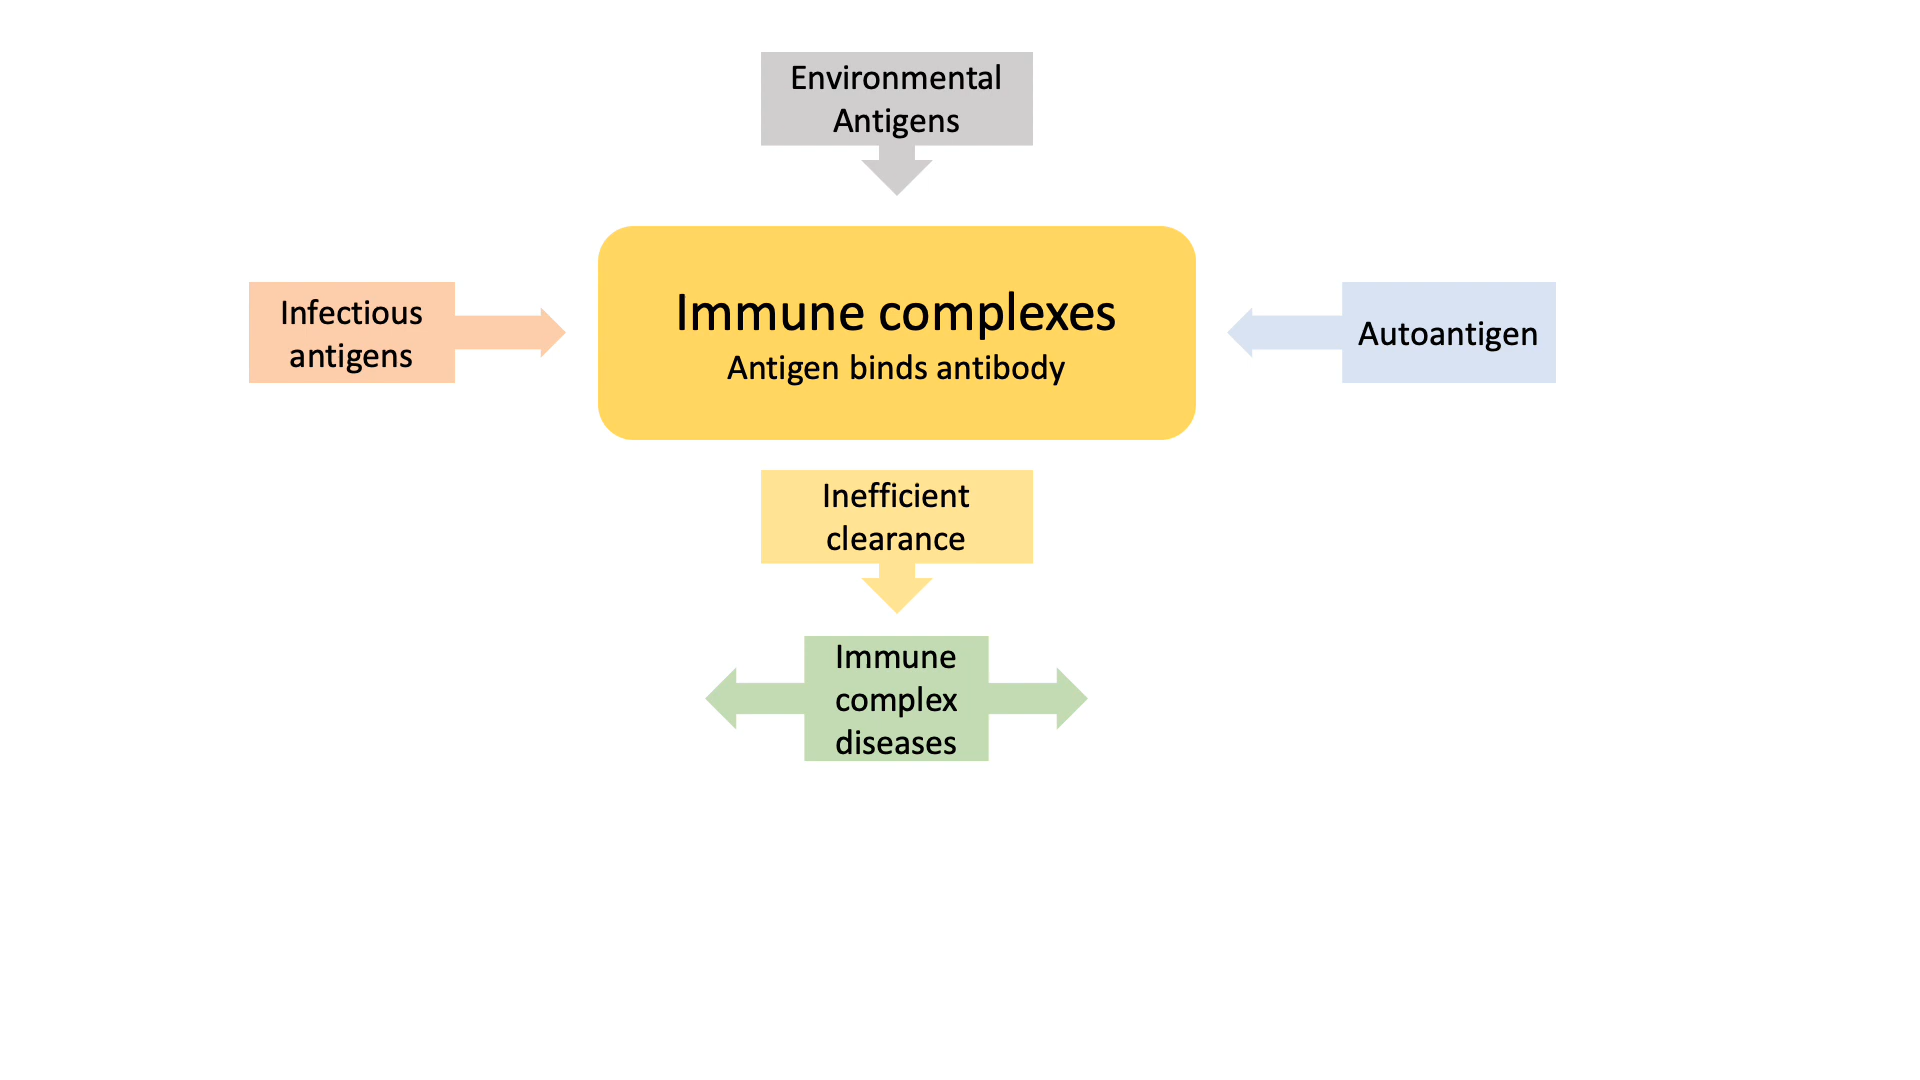 Environmental
Antigens
Infectious
antigens
Immune complexes
Antigen binds antibody
Autoantigen
Inefficient
clearance
Immune
complex
diseases